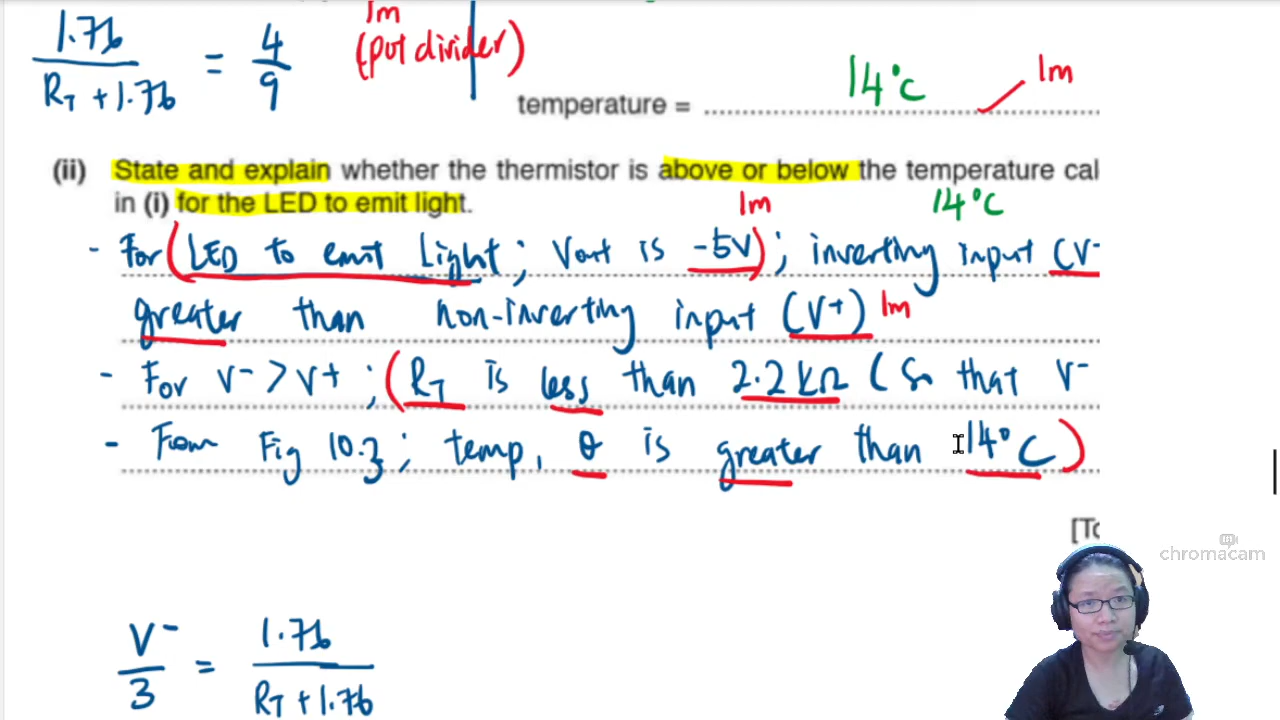 1.76 / (RT + 1.76) = 4/9
1m
(pot divider)
temperature = 14°C 1m
(ii) State and explain whether the thermistor is above or below the temperature cal
in (i) for the LED to emit light.
1m
14°C
- For (LED to emit light; Vout is -5V); inverting input (V-
greater than non-inverting input (V+) 1m
- For V- > V+ ; (RT is less than 2.2kΩ (so that V-
- From Fig 10.3; temp, θ is greater than 14°C)
[To
chromacam
V-/3 = 1.76 / (RT + 1.76)